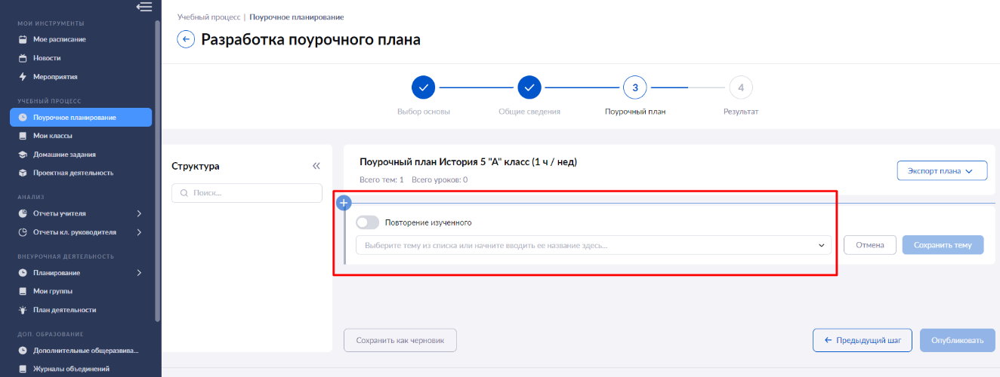 МОИ ИНСТРУМЕНТЫ
Мое расписание
Новости
Мероприятия
УЧЕБНЫЙ ПРОЦЕСС
Поурочное планирование
Мои классы
Домашние задания
Проектная деятельность
АНАЛИЗ
Отчеты учителя
Отчеты кл. руководителя
ВНЕУРОЧНАЯ ДЕЯТЕЛЬНОСТЬ
Планирование
Мои группы
План деятельности
ДОП. ОБРАЗОВАНИЕ
Дополнительные общеразвива...
Журналы объединений
Учебный процесс | Поурочное планирование
Разработка поурочного плана
3 4
Выбор основы Общие сведения Поурочный план Результат
Структура
Поиск...
Поурочный план История 5 "А" класс (1 ч / нед)
Всего тем: 1 Всего уроков: 0
Экспорт плана
Повторение изученного
Выберите тему из списка или начните вводить ее название здесь...
Отмена Сохранить тему
Сохранить как черновик Предыдущий шаг Опубликовать